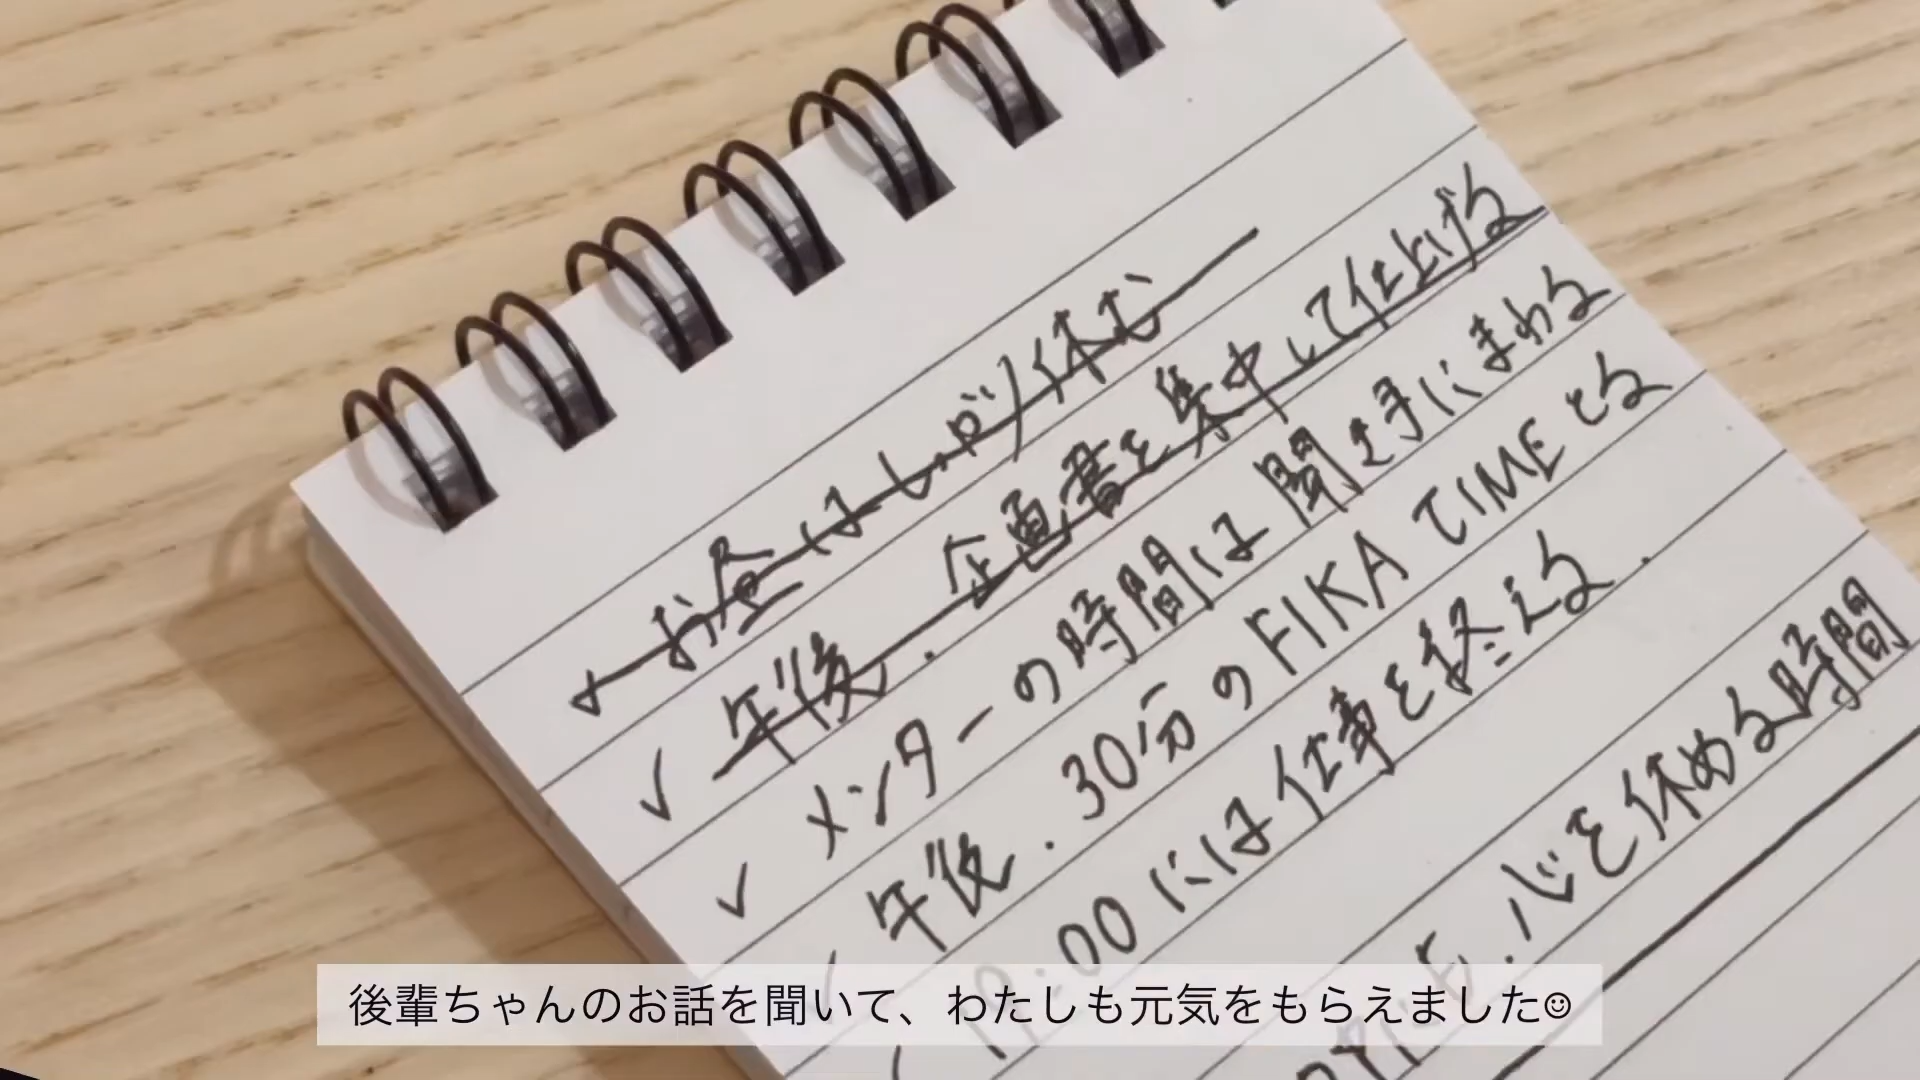 ✓ お昼はしっかり休む
✓ 午後、企画書を集中して仕上げる
✓ メンターの時間は聞き手にまわる
✓ 午後、30分のFIKA TIMEとる
:00には仕事を終える.
心を休める時間
後輩ちゃんのお話を聞いて、わたしも元気をもらえました☺